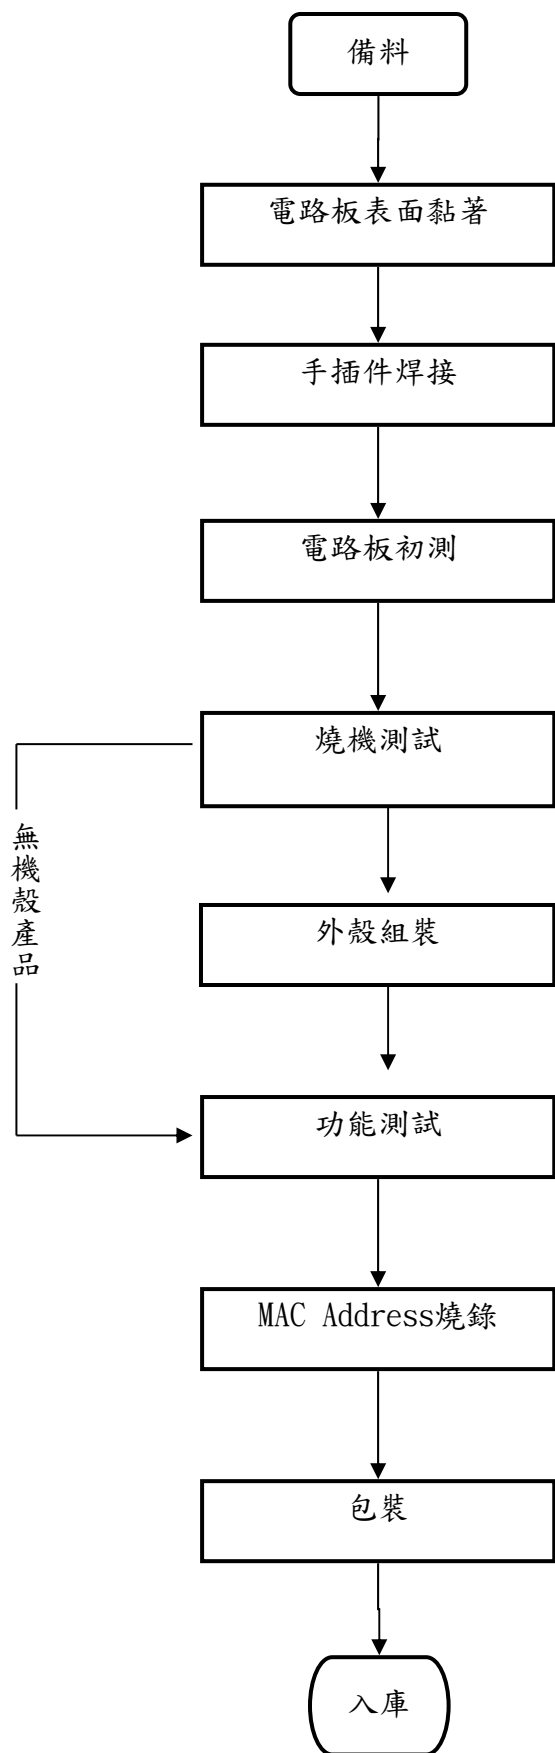 備料
電路板表面黏著
手插件焊接
電路板初測
燒機測試
無機殼產品
外殼組裝
功能測試
MAC Address燒錄
包裝
入庫